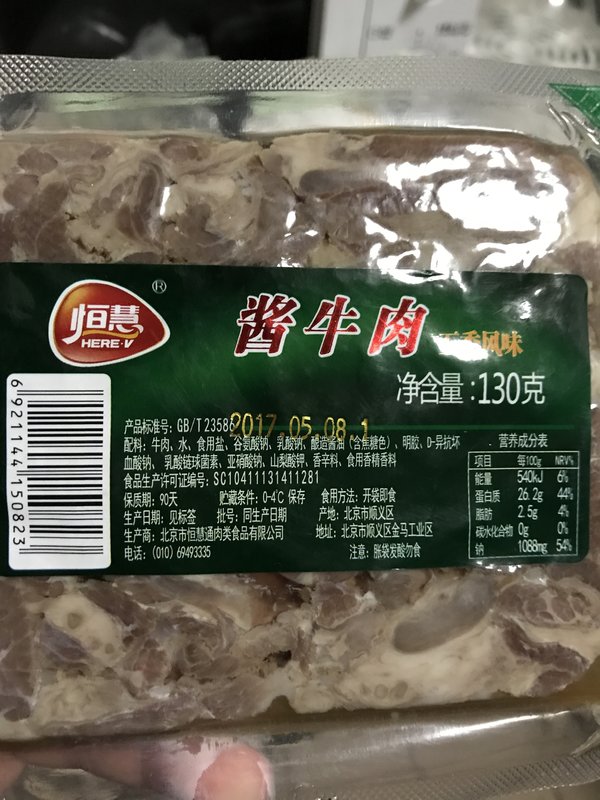 恒慧®
HERE·V
酱牛肉
五香风味
净含量:130克
产品标准号: GB/T 23586
2017.05.08.1
配料: 牛肉、水、食用盐、谷氨酸钠、乳酸钠、酿造酱油(含焦糖色)、明胶、D-异抗坏
血酸钠、乳酸链球菌素、亚硝酸钠、山梨酸钾、香辛料、食用香精香料
食品生产许可证编号: SC10411131411281
保质期: 90天 贮藏条件: 0-4℃ 保存 食用方法: 开袋即食
生产日期: 见标签 批号: 同生产日期 产地: 北京市顺义区
生产商: 北京市恒慧通肉类食品有限公司 地址: 北京市顺义区金马工业区
电话: (010) 69493335 注意: 胀袋发酸勿食
营养成分表
项目 每100g NRV%
能量 540kJ 6%
蛋白质 26.2g 44%
脂肪 2.5g 4%
碳水化合物 0g 0%
钠 1088mg 54%
6921144150823